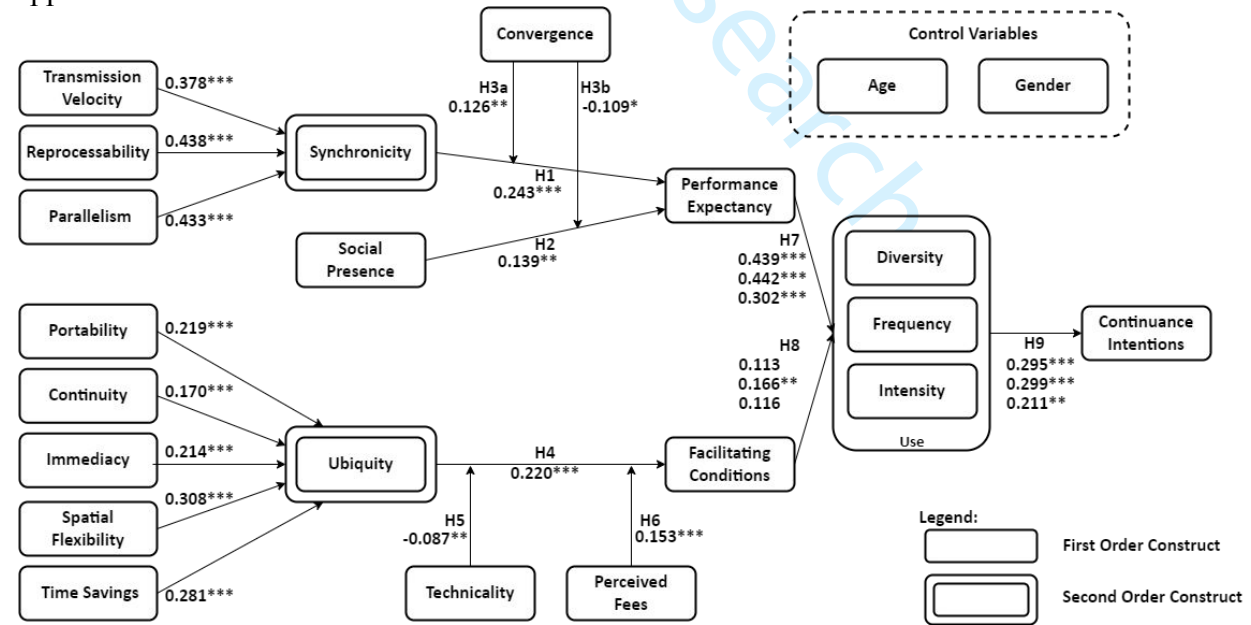 Convergence
Control Variables
Age
Gender
Transmission
Velocity
0.378***
H3a
0.126**
H3b
-0.109*
Reprocessability
0.438***
Synchronicity
Parallelism
0.433***
H1
0.243***
Performance
Expectancy
Social
Presence
H2
0.139**
H7
0.439***
0.442***
0.302***
Diversity
Frequency
Intensity
Use
H9
0.295***
0.299***
0.211**
Continuance
Intentions
Portability
0.219***
H8
0.113
0.166**
0.116
Continuity
0.170***
Immediacy
0.214***
Ubiquity
H4
0.220***
Facilitating
Conditions
Spatial
Flexibility
0.308***
H5
-0.087**
H6
0.153***
Time Savings
0.281***
Technicality
Perceived
Fees
Legend:
First Order Construct
Second Order Construct
search